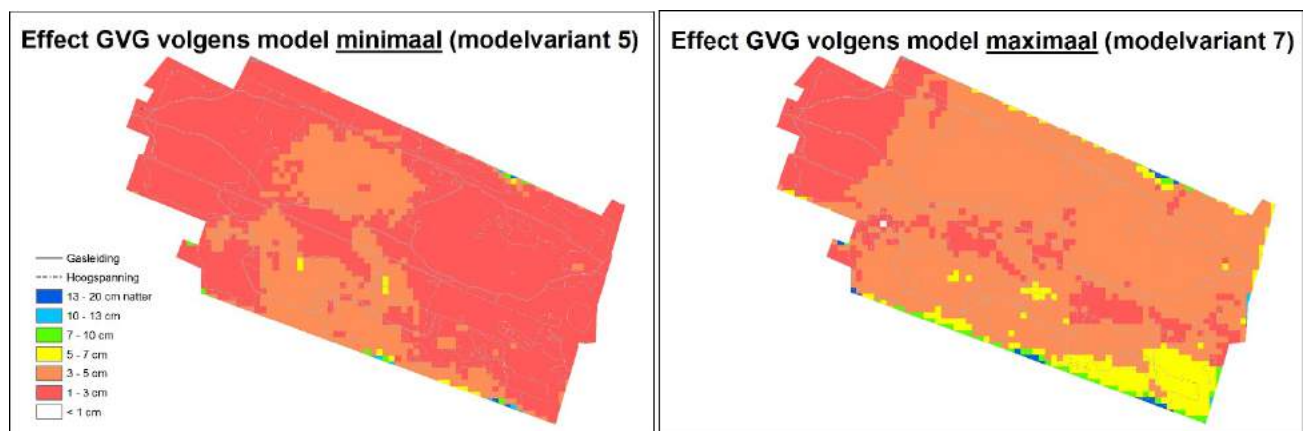 Effect GVG volgens model minimaal (modelvariant 5)
Gasleiding
Hoogspanning
13 - 20 cm natter
10 - 13 cm
7 - 10 cm
5 - 7 cm
3 - 5 cm
1 - 3 cm
< 1 cm
Effect GVG volgens model maximaal (modelvariant 7)